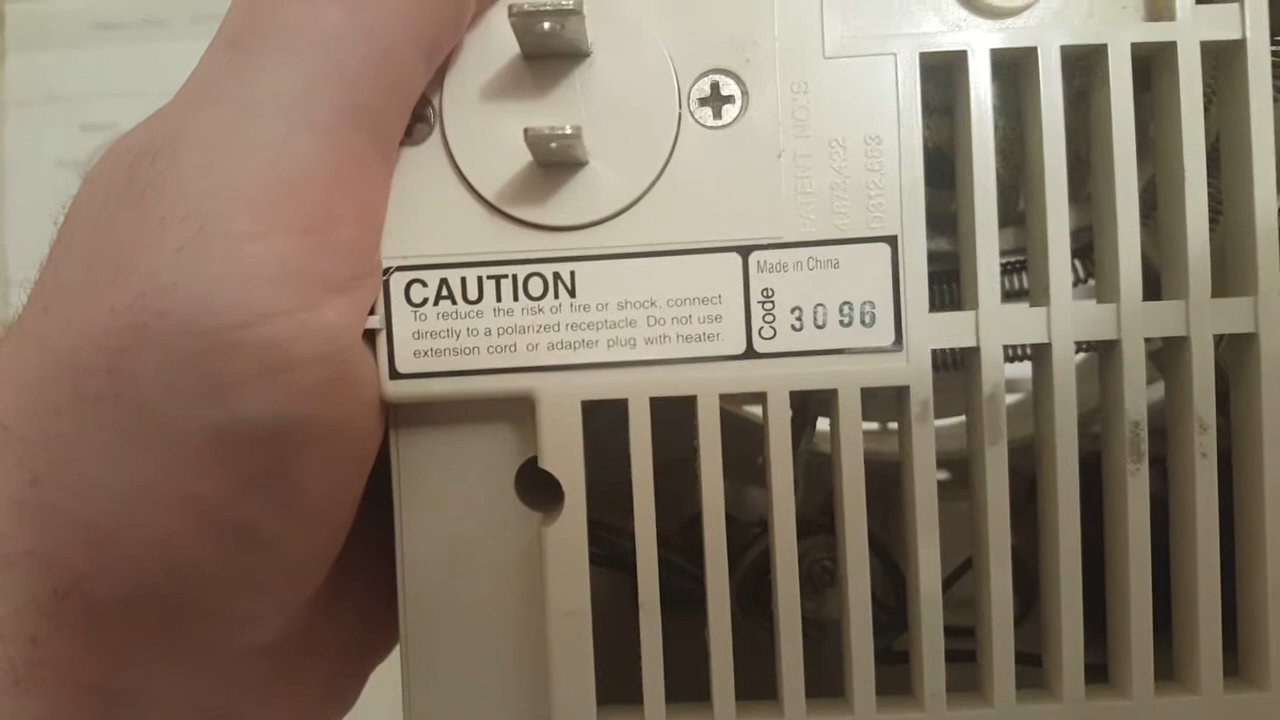 PATENT NO.'S
4,873,422
D312,683
CAUTION
To reduce the risk of fire or shock, connect
directly to a polarized receptacle. Do not use
extension cord or adapter plug with heater.
Made in China
Code 3096